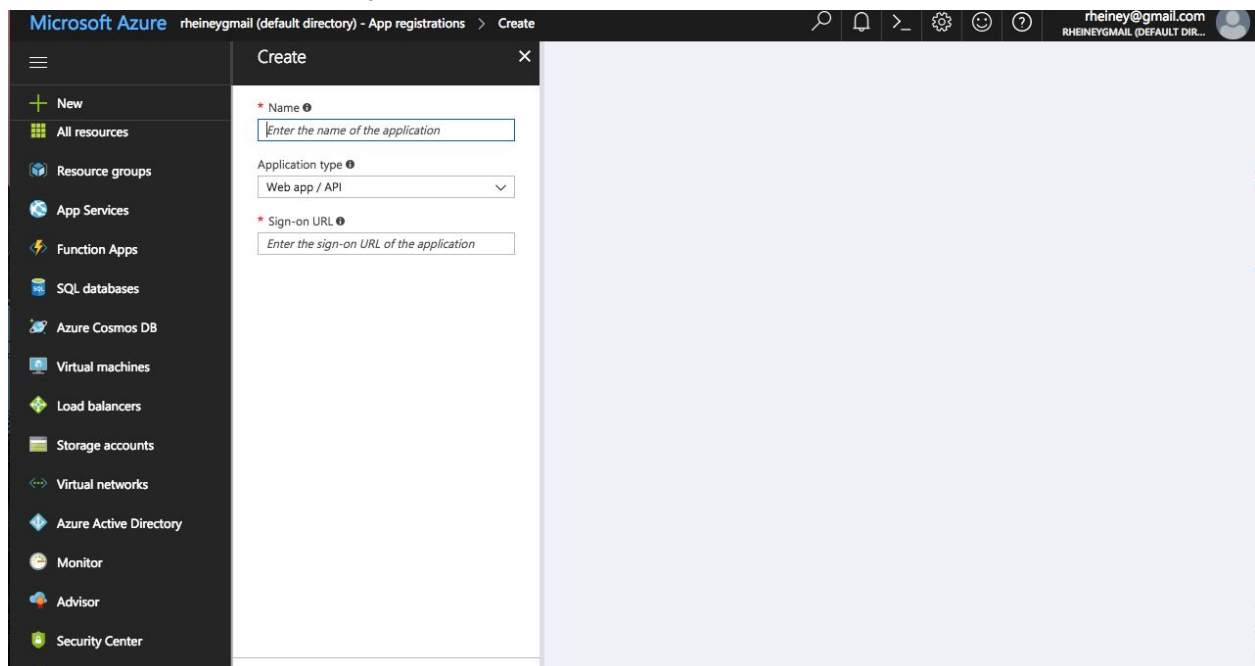 Microsoft Azure rheineygmail (default directory) - App registrations > Create
rheiney@gmail.com
RHEINEYGMAIL (DEFAULT DIR...
Create
New
All resources
Resource groups
App Services
Function Apps
SQL databases
Azure Cosmos DB
Virtual machines
Load balancers
Storage accounts
Virtual networks
Azure Active Directory
Monitor
Advisor
Security Center
* Name
Enter the name of the application
Application type
Web app / API
* Sign-on URL
Enter the sign-on URL of the application